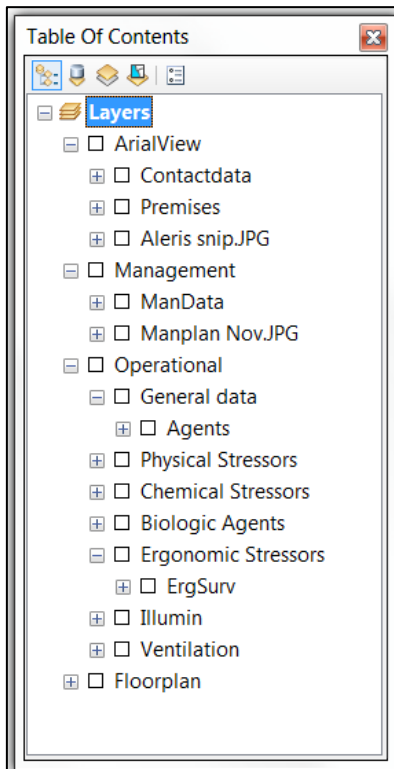 Table Of Contents
Layers
ArialView
Contactdata
Premises
Aleris snip.JPG
Management
ManData
Manplan Nov.JPG
Operational
General data
Agents
Physical Stressors
Chemical Stressors
Biologic Agents
Ergonomic Stressors
ErgSurv
Illumin
Ventilation
Floorplan